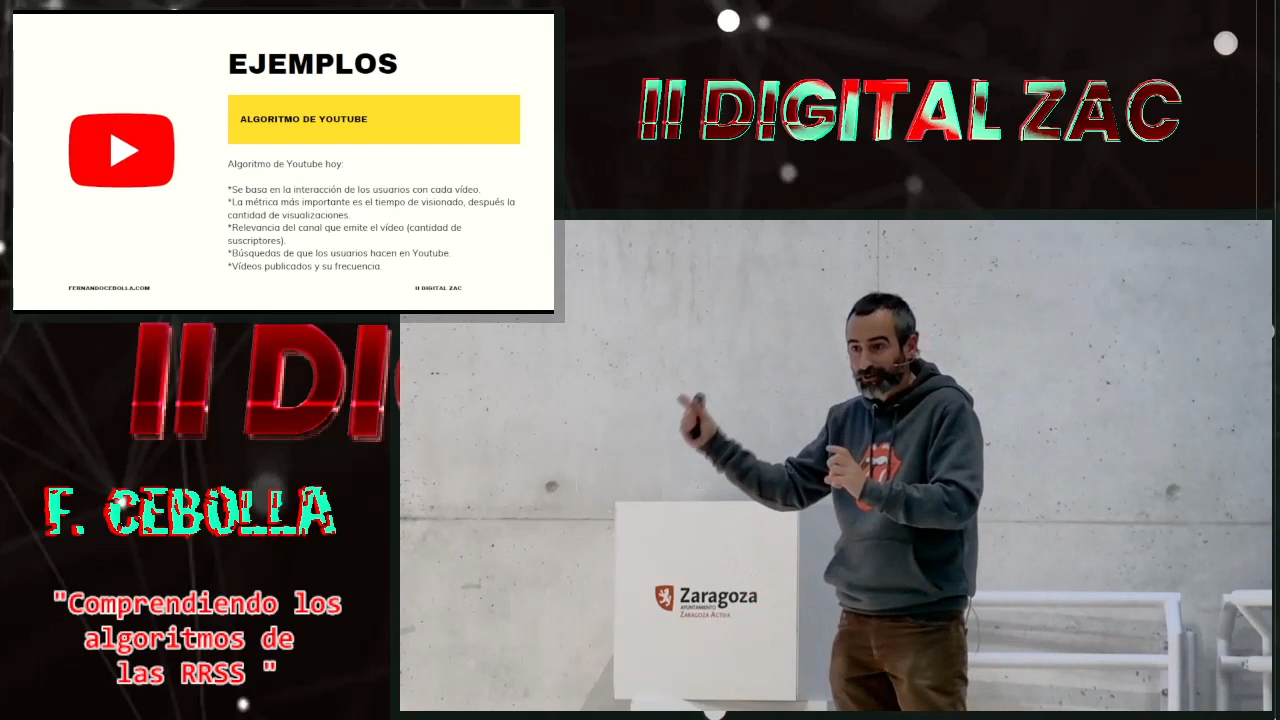 EJEMPLOS
ALGORITMO DE YOUTUBE
Algoritmo de Youtube hoy:
*Se basa en la interacción de los usuarios con cada vídeo.
*La métrica más importante es el tiempo de visionado, después la
cantidad de visualizaciones.
*Relevancia del canal que emite el vídeo (cantidad de
suscriptores).
*Búsquedas de que los usuarios hacen en Youtube.
*Vídeos publicados y su frecuencia.
FERNANDOCEBOLLA.COM
II DIGITAL ZAC
II DIGITAL ZAC
II DI
F. CEBOLLA
"Comprendiendo los
algoritmos de
las RRSS "
Zaragoza
AYUNTAMIENTO
ZARAGOZA ACTIVA